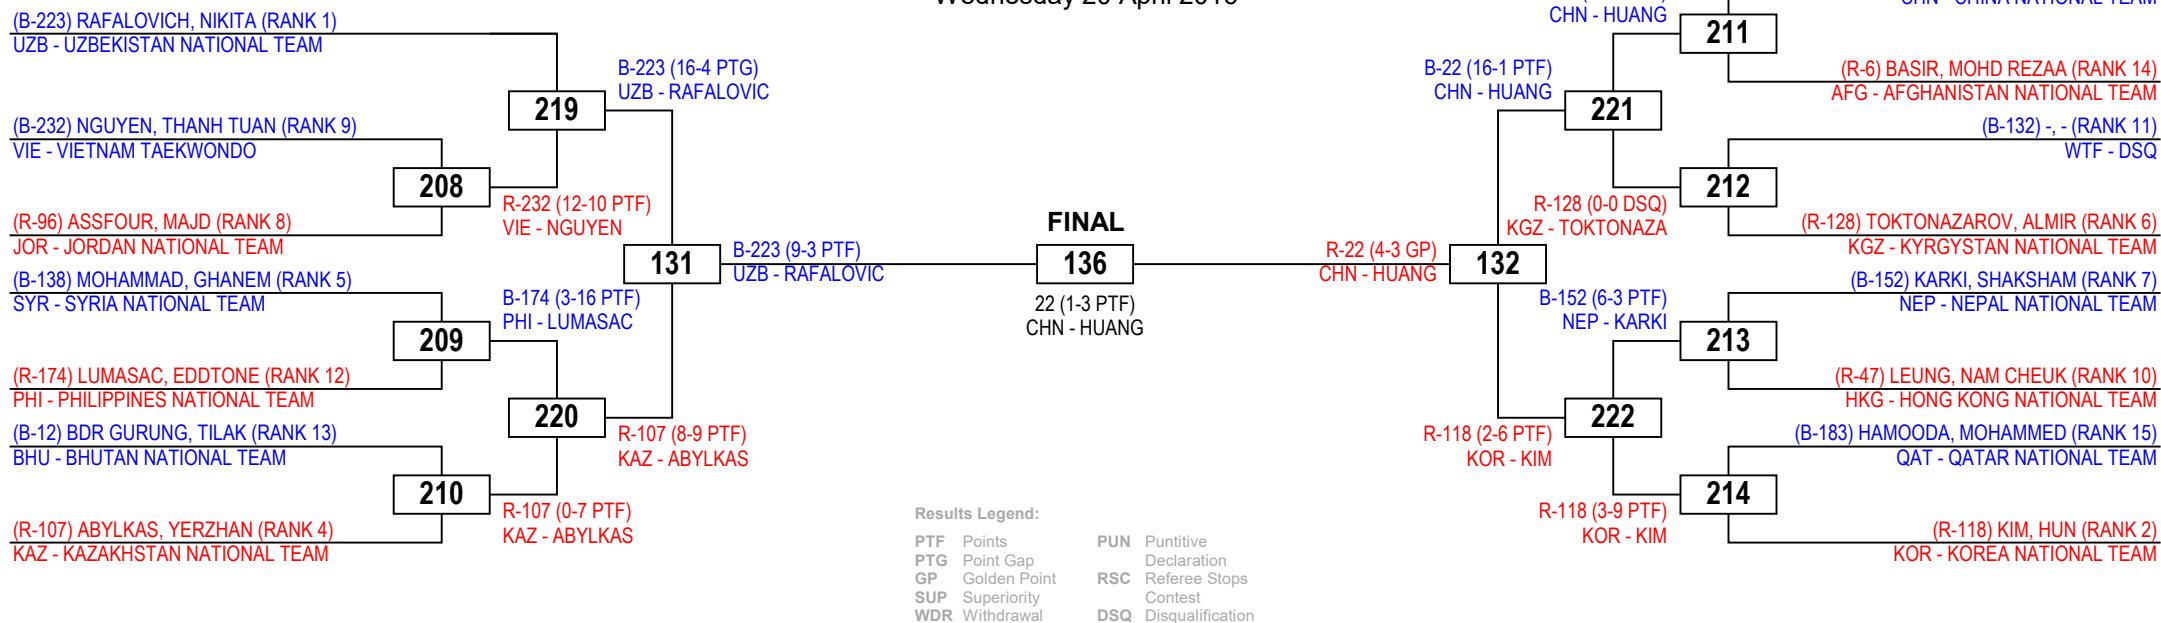 (B-223) RAFALOVICH, NIKITA (RANK 1)
UZB - UZBEKISTAN NATIONAL TEAM
219
B-223 (16-4 PTG)
UZB - RAFALOVIC
(B-232) NGUYEN, THANH TUAN (RANK 9)
VIE - VIETNAM TAEKWONDO
208
R-232 (12-10 PTF)
VIE - NGUYEN
(R-96) ASSFOUR, MAJD (RANK 8)
JOR - JORDAN NATIONAL TEAM
131
B-223 (9-3 PTF)
UZB - RAFALOVIC
(B-138) MOHAMMAD, GHANEM (RANK 5)
SYR - SYRIA NATIONAL TEAM
B-174 (3-16 PTF)
PHI - LUMASAC
209
(R-174) LUMASAC, EDDTONE (RANK 12)
PHI - PHILIPPINES NATIONAL TEAM
220
R-107 (8-9 PTF)
KAZ - ABYLKAS
(B-12) BDR GURUNG, TILAK (RANK 13)
BHU - BHUTAN NATIONAL TEAM
210
R-107 (0-7 PTF)
KAZ - ABYLKAS
(R-107) ABYLKAS, YERZHAN (RANK 4)
KAZ - KAZAKHSTAN NATIONAL TEAM
FINAL
136
22 (1-3 PTF)
CHN - HUANG
CHN - HUANG
211
(R-6) BASIR, MOHD REZAA (RANK 14)
AFG - AFGHANISTAN NATIONAL TEAM
B-22 (16-1 PTF)
CHN - HUANG
221
(B-132) -, - (RANK 11)
WTF - DSQ
212
R-128 (0-0 DSQ)
KGZ - TOKTONAZA
(R-128) TOKTONAZAROV, ALMIR (RANK 6)
KGZ - KYRGYSTAN NATIONAL TEAM
R-22 (4-3 GP)
CHN - HUANG
132
B-152 (6-3 PTF)
NEP - KARKI
(B-152) KARKI, SHAKSHAM (RANK 7)
NEP - NEPAL NATIONAL TEAM
213
(R-47) LEUNG, NAM CHEUK (RANK 10)
HKG - HONG KONG NATIONAL TEAM
222
R-118 (2-6 PTF)
KOR - KIM
(B-183) HAMOODA, MOHAMMED (RANK 15)
QAT - QATAR NATIONAL TEAM
214
R-118 (3-9 PTF)
KOR - KIM
(R-118) KIM, HUN (RANK 2)
KOR - KOREA NATIONAL TEAM
Results Legend:
PTF Points
PTG Point Gap
GP Golden Point
SUP Superiority
WDR Withdrawal
PUN Puntitive
Declaration
RSC Referee Stops
Contest
DSQ Disqualification